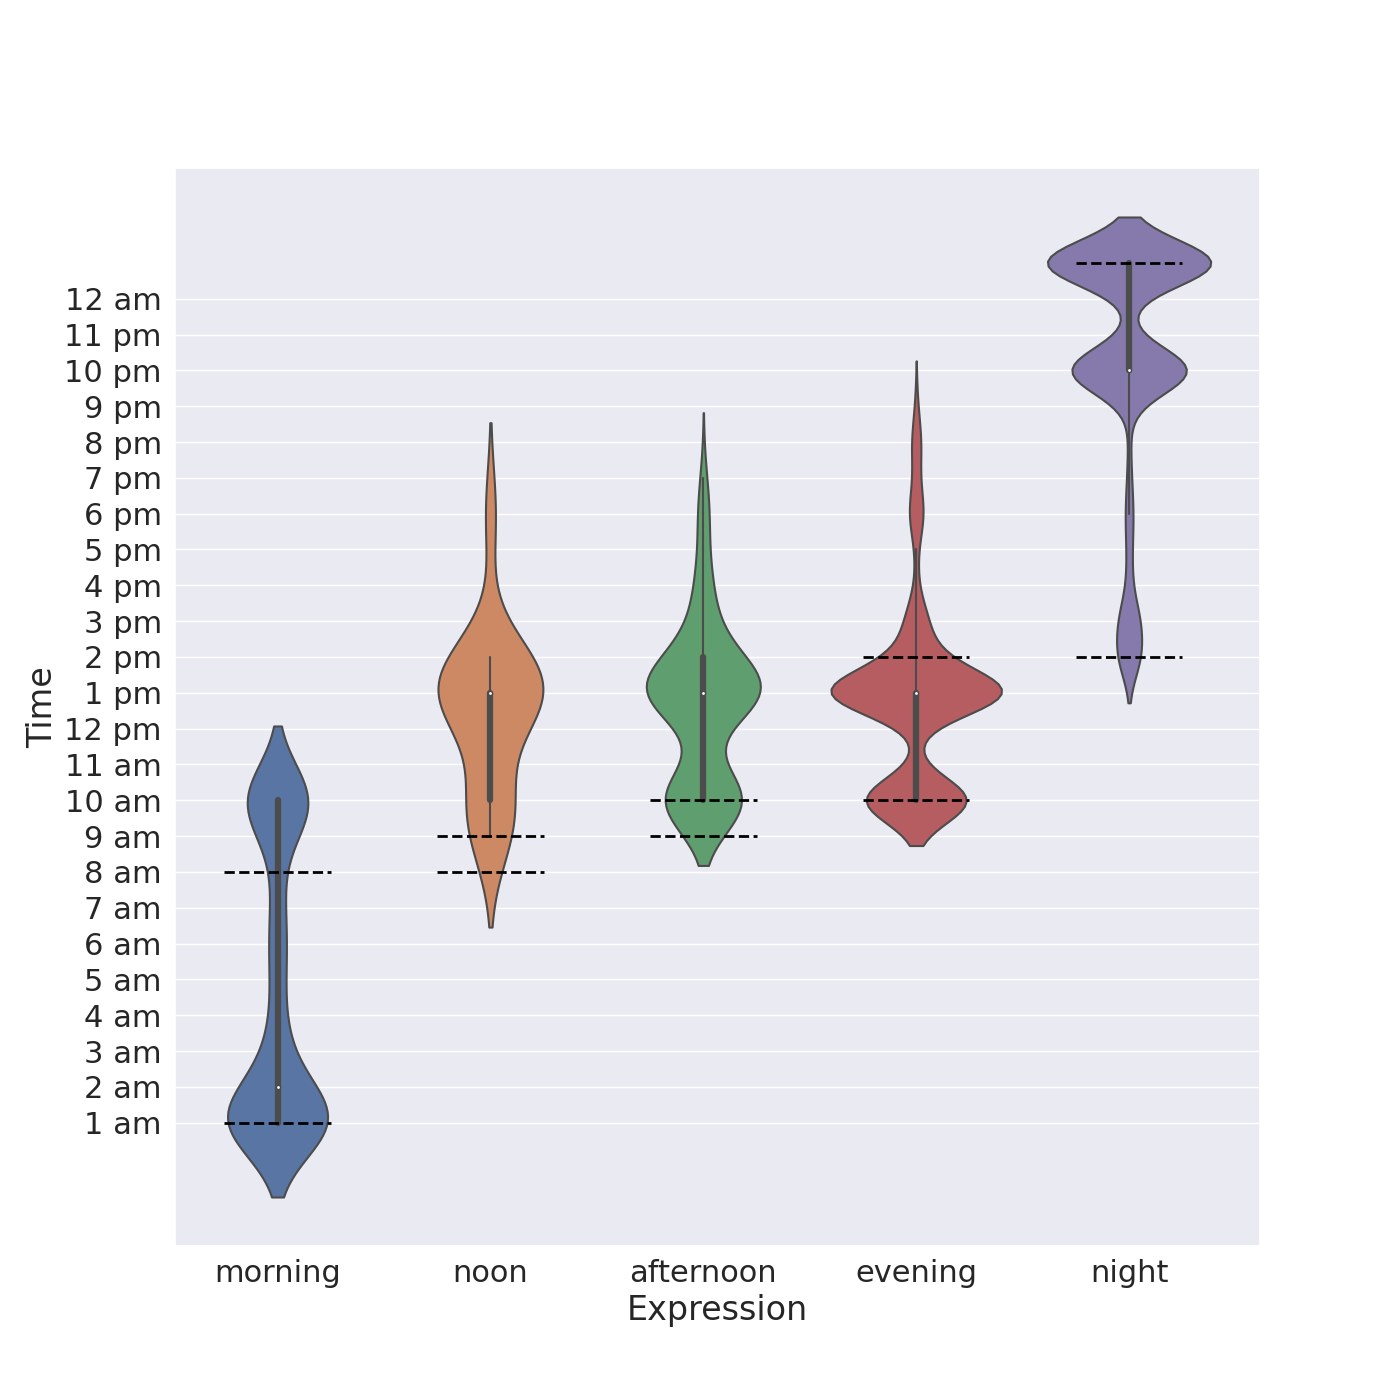 12 am
11 pm
10 pm
9 pm
8 pm
7 pm
6 pm
5 pm
4 pm
3 pm
2 pm
1 pm
12 pm
11 am
10 am
9 am
8 am
7 am
6 am
5 am
4 am
3 am
2 am
1 am
Time
morning noon afternoon evening night
Expression